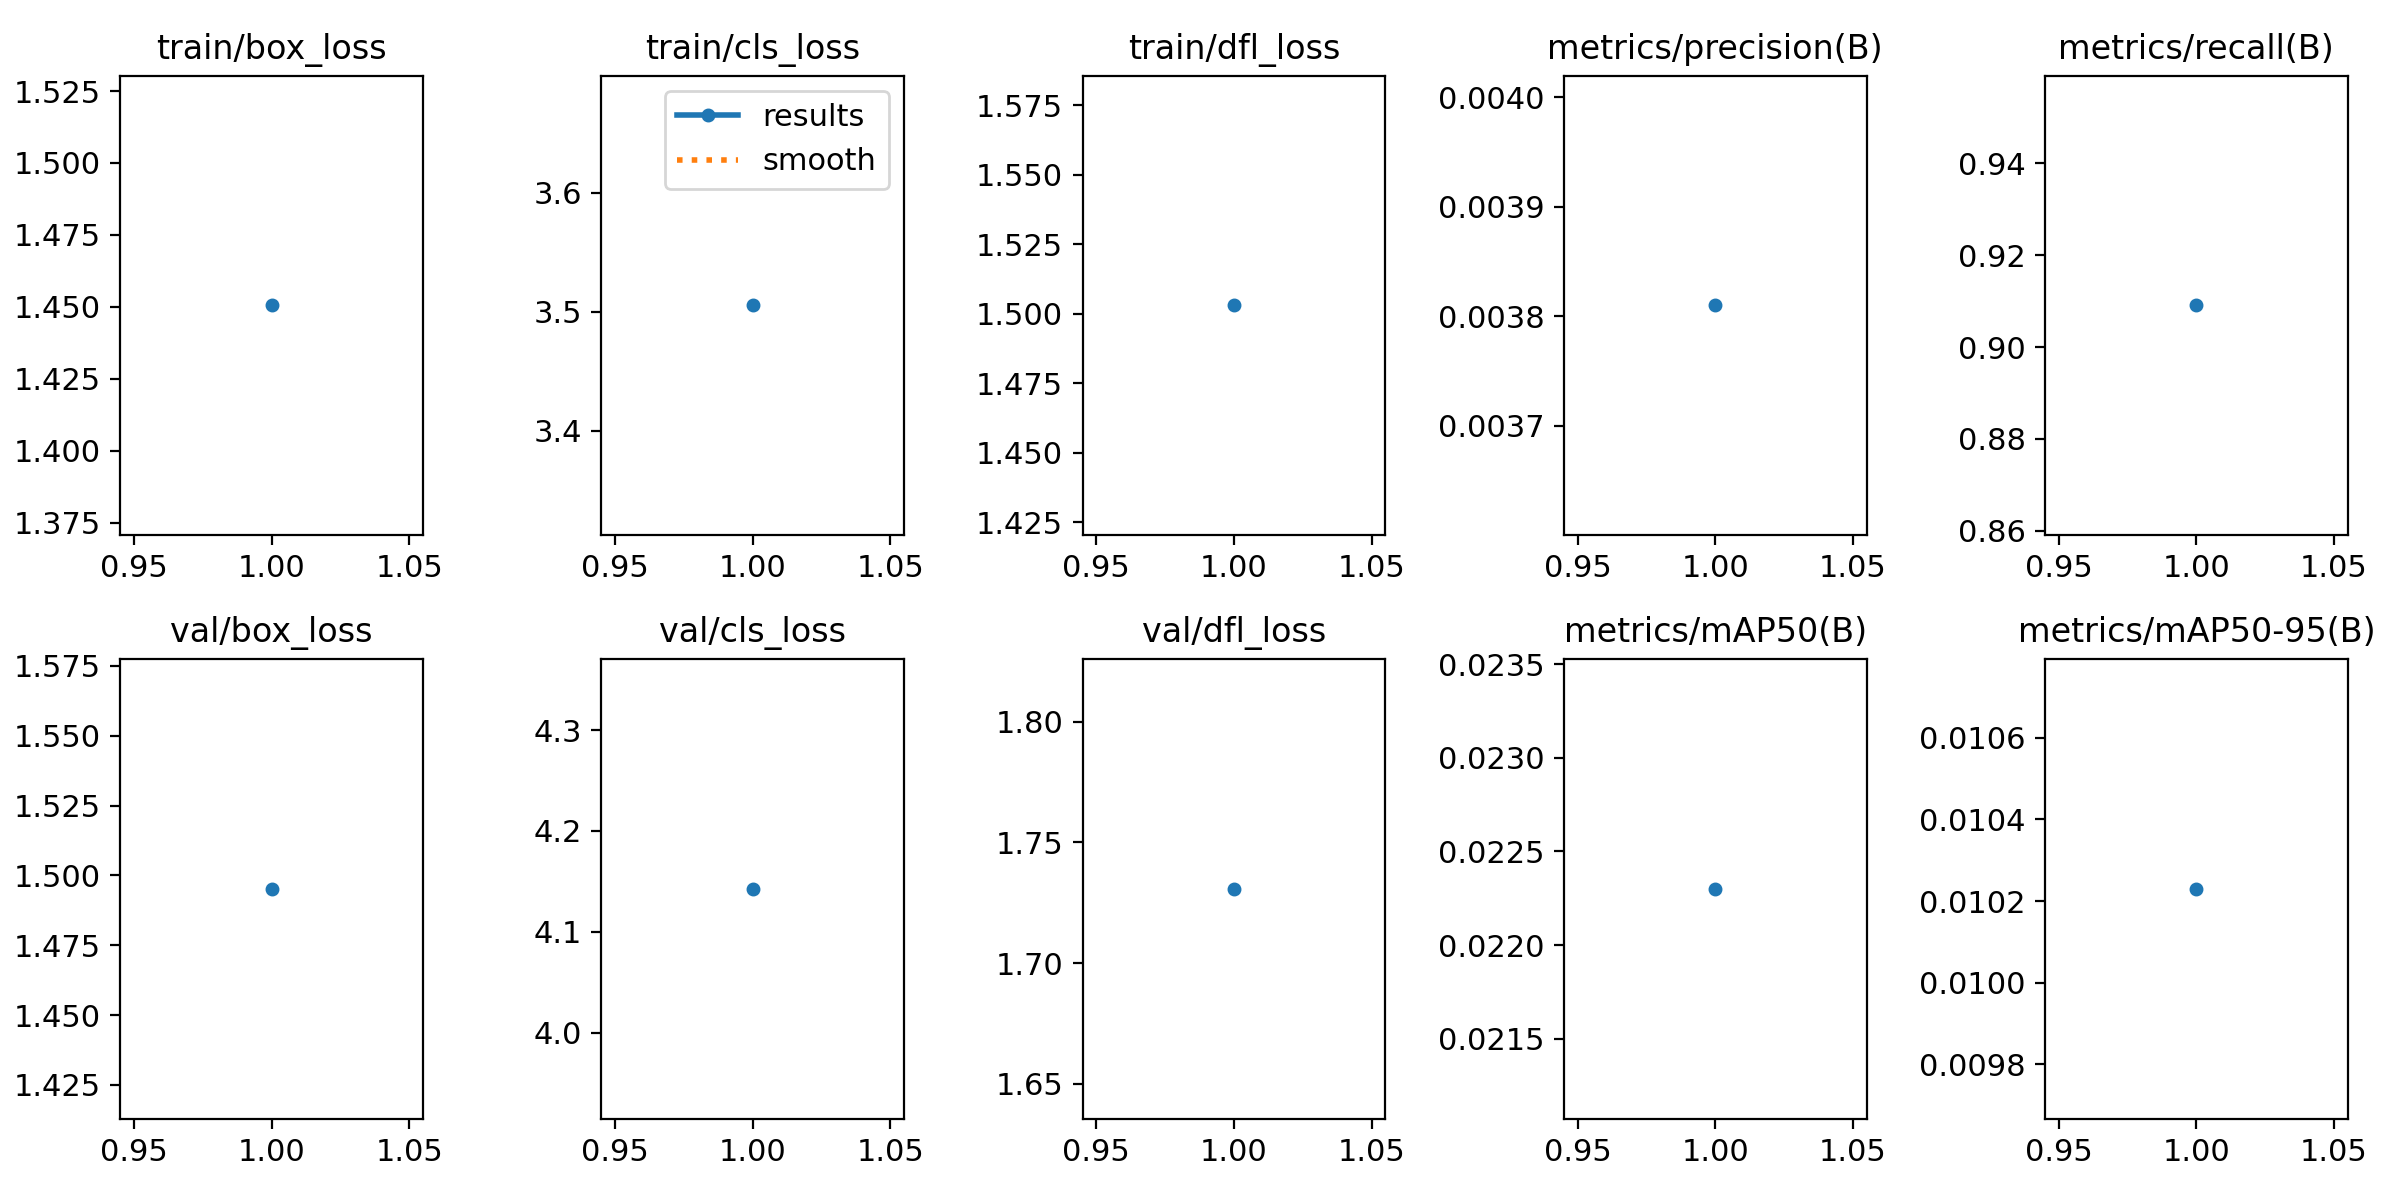 train/box_loss
1.525
1.500
1.475
1.450
1.425
1.400
1.375
0.95 1.00 1.05
train/cls_loss
results
smooth
3.6
3.5
3.4
0.95 1.00 1.05
train/dfl_loss
1.575
1.550
1.525
1.500
1.475
1.450
1.425
0.95 1.00 1.05
metrics/precision(B)
0.0040
0.0039
0.0038
0.0037
0.95 1.00 1.05
metrics/recall(B)
0.94
0.92
0.90
0.88
0.86
0.95 1.00 1.05
val/box_loss
1.575
1.550
1.525
1.500
1.475
1.450
1.425
0.95 1.00 1.05
val/cls_loss
4.3
4.2
4.1
4.0
0.95 1.00 1.05
val/dfl_loss
1.80
1.75
1.70
1.65
0.95 1.00 1.05
metrics/mAP50(B)
0.0235
0.0230
0.0225
0.0220
0.0215
0.95 1.00 1.05
metrics/mAP50-95(B)
0.0106
0.0104
0.0102
0.0100
0.0098
0.95 1.00 1.05